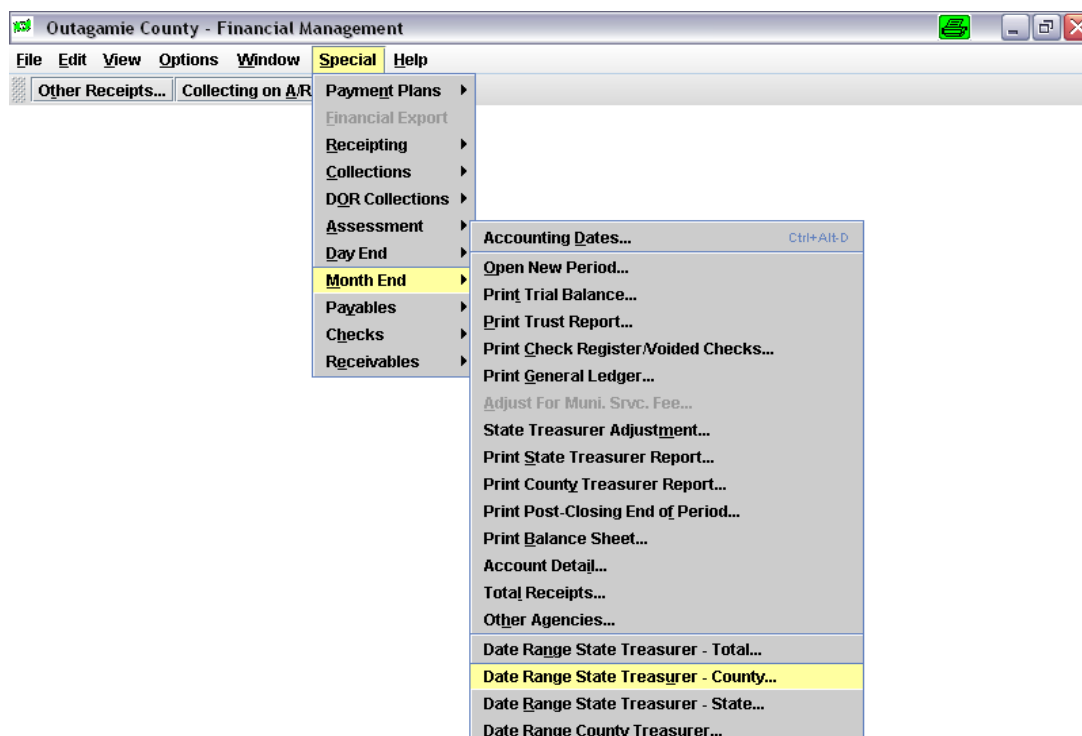 Outagamie County - Financial Management
File Edit View Options Window Special Help
Other Receipts... Collecting on A/R
Payment Plans
Financial Export
Receipting
Collections
DOR Collections
Assessment
Day End
Month End
Payables
Checks
Receivables
Accounting Dates... Ctrl+Alt-D
Open New Period...
Print Trial Balance...
Print Trust Report...
Print Check Register/Voided Checks...
Print General Ledger...
Adjust For Muni. Srvc. Fee...
State Treasurer Adjustment...
Print State Treasurer Report...
Print County Treasurer Report...
Print Post-Closing End of Period...
Print Balance Sheet...
Account Detail...
Total Receipts...
Other Agencies...
Date Range State Treasurer - Total...
Date Range State Treasurer - County...
Date Range State Treasurer - State...
Date Range County Treasurer...